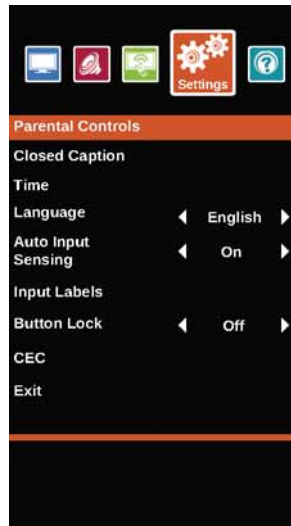 Settings
Parental Controls
Closed Caption
Time
Language English
Auto Input
Sensing On
Input Labels
Button Lock Off
CEC
Exit